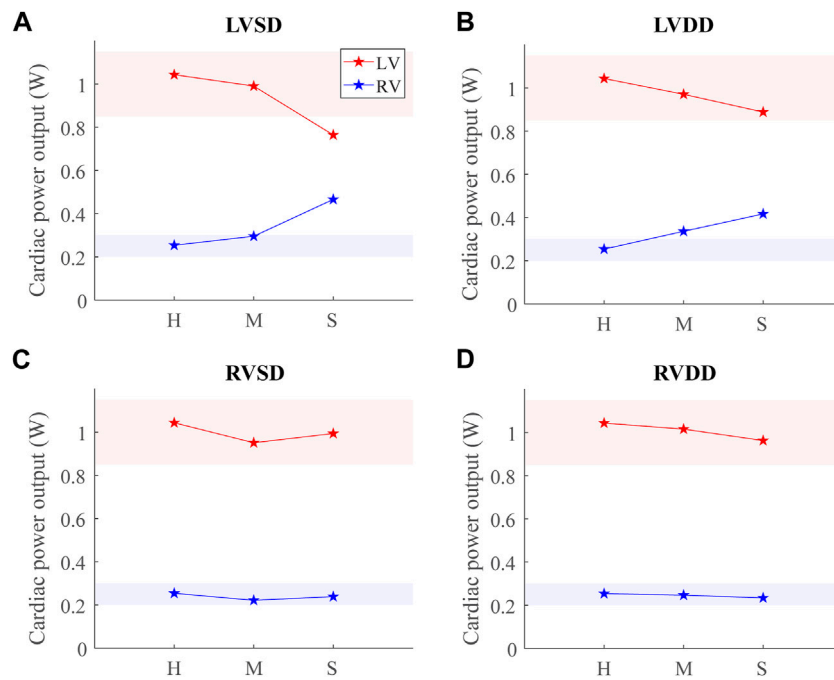 A
LVSD
Cardiac power output (W)
1
0.8
0.6
0.4
0.2
0
H M S
LV
RV
B
LVDD
Cardiac power output (W)
1
0.8
0.6
0.4
0.2
0
H M S
C
RVSD
Cardiac power output (W)
1
0.8
0.6
0.4
0.2
0
H M S
D
RVDD
Cardiac power output (W)
1
0.8
0.6
0.4
0.2
0
H M S